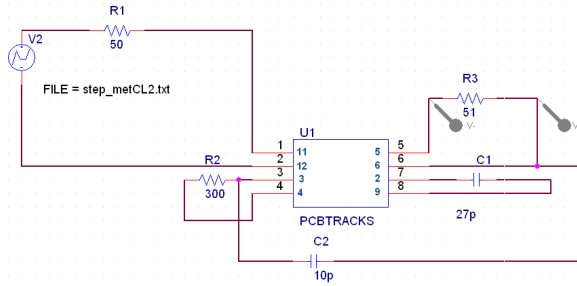 R1
V2
50
FILE = step_metCL2.txt
R3
51
V-
V
U1
1 11 5 5
R2
2 12 6 6
C1
3 3 2 7
4 4 9 8
300
PCBTRACKS
27p
C2
10p